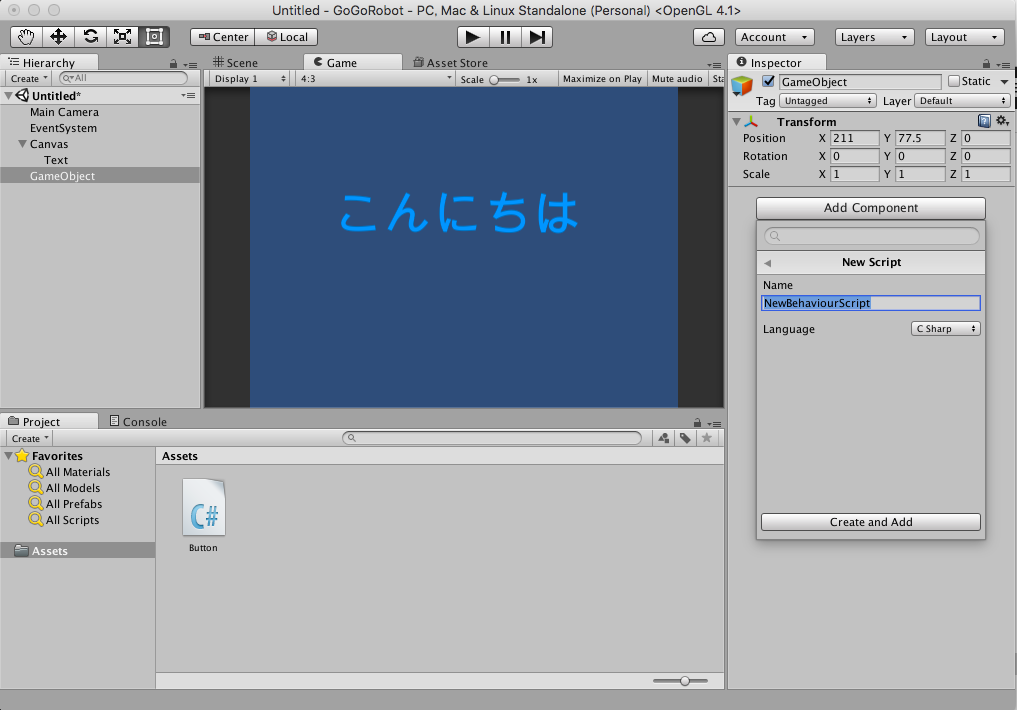 Untitled - GoGoRobot - PC, Mac & Linux Standalone (Personal) <OpenGL 4.1>
Center Local Account Layers Layout
Hierarchy
Create All
Untitled*
Main Camera
EventSystem
Canvas
Text
GameObject
Scene Game Asset Store
Display 1 4:3 Scale 1x Maximize on Play Mute audio
こんにちは
Inspector
GameObject Static
Tag Untagged Layer Default
Transform
Position X 211 Y 77.5 Z 0
Rotation X 0 Y 0 Z 0
Scale X 1 Y 1 Z 1
Add Component
New Script
Name
NewBehaviourScript
Language C Sharp
Create and Add
Project Console
Create
Favorites
All Materials
All Models
All Prefabs
All Scripts
Assets
Assets
C#
Button